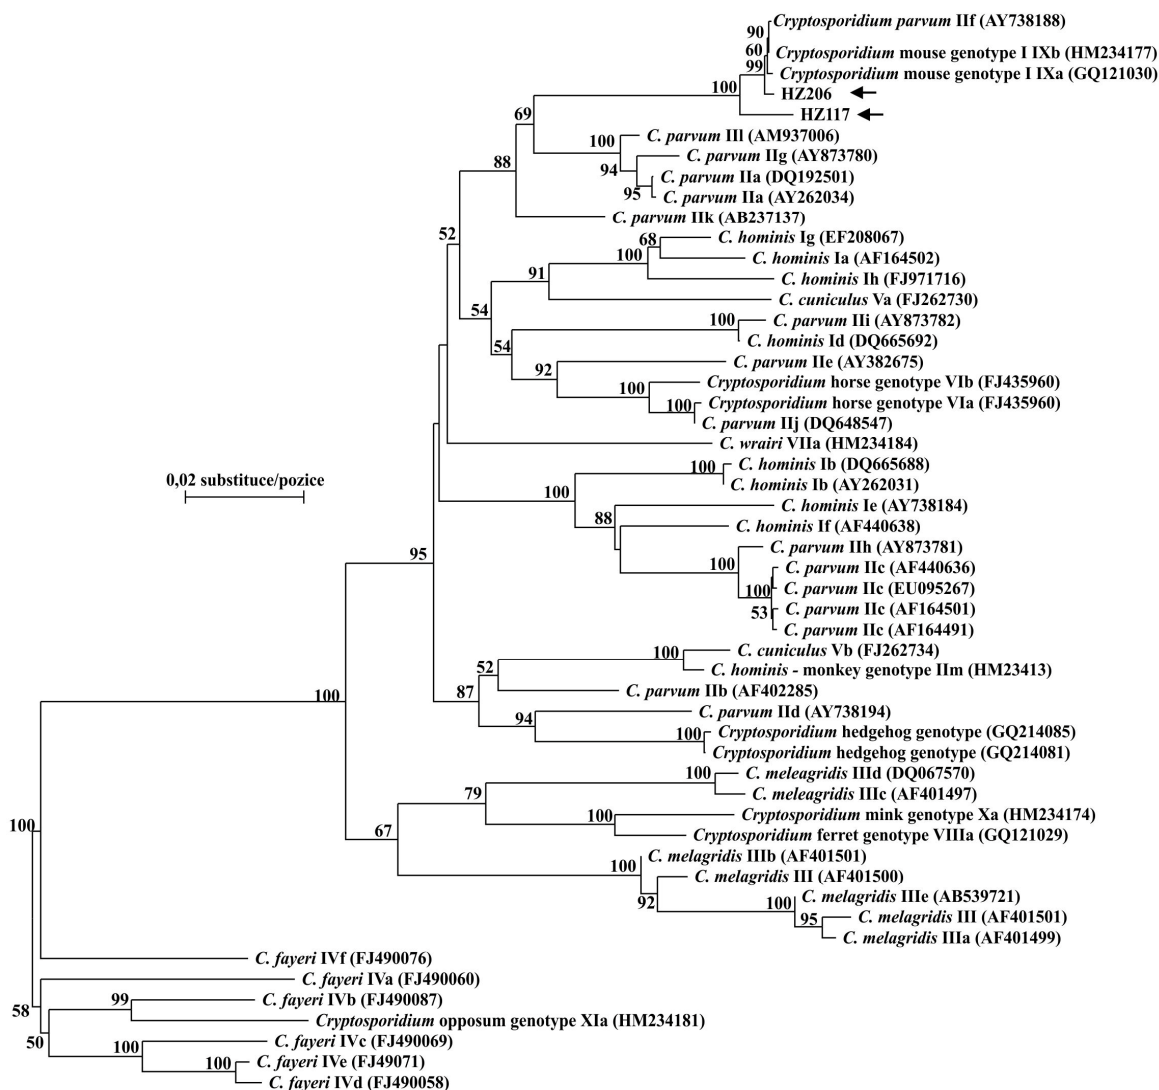 Cryptosporidium parvum IIf (AY738188)
90
60
Cryptosporidium mouse genotype I IXb (HM234177)
99
Cryptosporidium mouse genotype I IXa (GQ121030)
100
HZ206
69
HZ117
100
C. parvum IIl (AM937006)
88
C. parvum IIg (AY873780)
94
C. parvum IIa (DQ192501)
95
C. parvum IIa (AY262034)
C. parvum IIk (AB237137)
52
68
C. hominis Ig (EF208067)
100
C. hominis Ia (AF164502)
91
C. hominis Ih (FJ971716)
C. cuniculus Va (FJ262730)
54
100
C. parvum IIi (AY873782)
54
C. hominis Id (DQ665692)
92
C. parvum IIe (AY382675)
100
Cryptosporidium horse genotype VIb (FJ435960)
100
Cryptosporidium horse genotype VIa (FJ435960)
C. parvum IIj (DQ648547)
C. wrairi VIIa (HM234184)
0,02 substituce/pozice
100
C. hominis Ib (DQ665688)
100
C. hominis Ib (AY262031)
88
C. hominis Ie (AY738184)
C. hominis If (AF440638)
95
C. parvum IIh (AY873781)
100
C. parvum IIc (AF440636)
100
C. parvum IIc (EU095267)
53
C. parvum IIc (AF164501)
C. parvum IIc (AF164491)
100
C. cuniculus Vb (FJ262734)
52
C. hominis - monkey genotype IIm (HM23413)
87
C. parvum IIb (AF402285)
100
94
C. parvum IId (AY738194)
100
Cryptosporidium hedgehog genotype (GQ214085)
Cryptosporidium hedgehog genotype (GQ214081)
100
C. meleagridis IIId (DQ067570)
79
C. meleagridis IIIc (AF401497)
100
Cryptosporidium mink genotype Xa (HM234174)
100
67
Cryptosporidium ferret genotype VIIIa (GQ121029)
C. melagridis IIIb (AF401501)
100
C. melagridis III (AF401500)
92
100
C. melagridis IIIe (AB539721)
95
C. melagridis III (AF401501)
C. melagridis IIIa (AF401499)
C. fayeri IVf (FJ490076)
C. fayeri IVa (FJ490060)
58
99
C. fayeri IVb (FJ490087)
Cryptosporidium opposum genotype XIa (HM234181)
50
100
C. fayeri IVc (FJ490069)
100
C. fayeri IVe (FJ49071)
C. fayeri IVd (FJ490058)